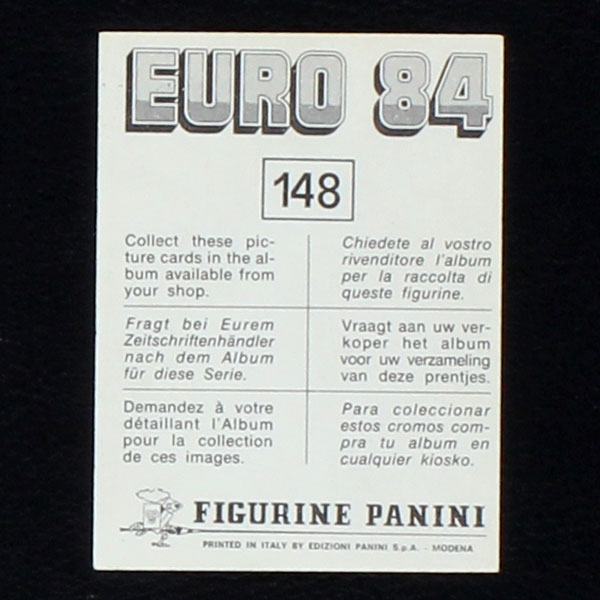 EURO 84
148
Collect these pic-
ture cards in the al-
bum available from
your shop.
Chiedete al vostro
rivenditore l'album
per la raccolta di
queste figurine.
Fragt bei Eurem
Zeitschriftenhändler
nach dem Album
für diese Serie.
Vraagt aan uw ver-
koper het album
voor uw verzameling
van deze prentjes.
Demandez à votre
détaillant l'Album
pour la collection
de ces images.
Para coleccionar
estos cromos com-
pra tu album en
cualquier kiosko.
FIGURINE PANINI
PRINTED IN ITALY BY EDIZIONI PANINI S.p.A. - MODENA